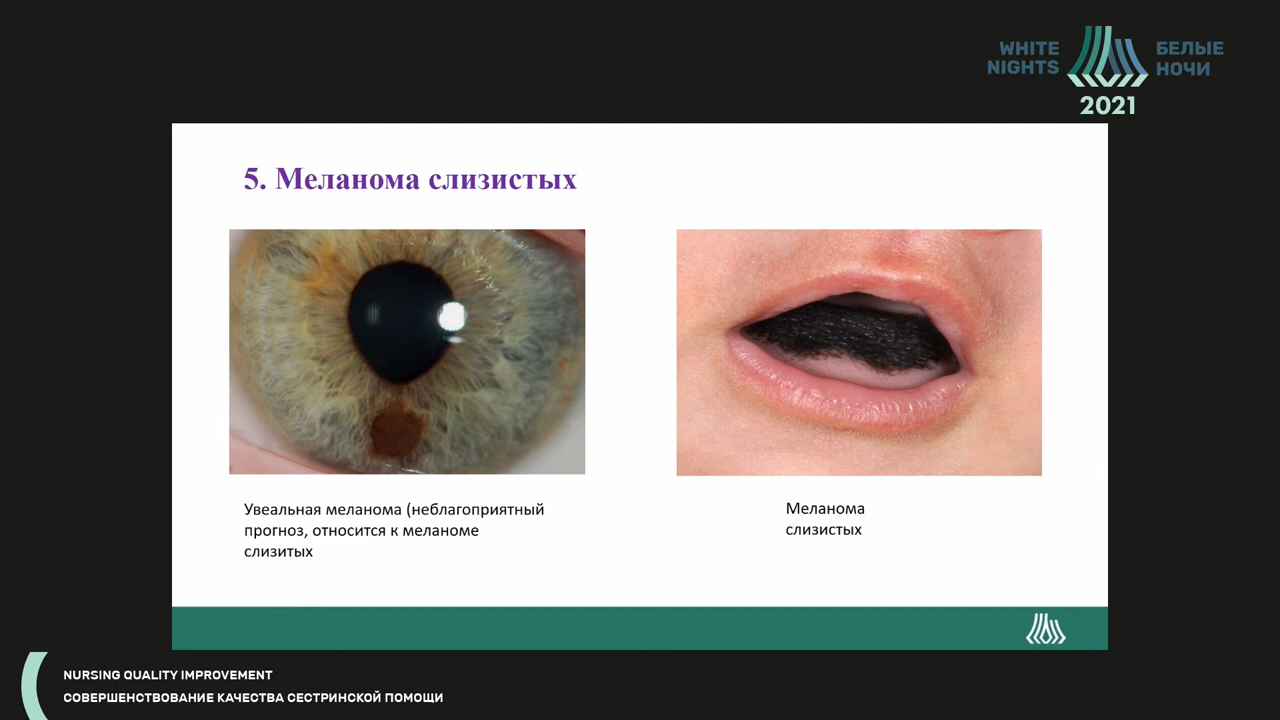 WHITE
NIGHTS
БЕЛЫЕ
НОЧИ
2021
5. Меланома слизистых
Увеальная меланома (неблагоприятный
прогноз, относится к меланоме
слизитых
Меланома
слизистых
NURSING QUALITY IMPROVEMENT
СОВЕРШЕНСТВОВАНИЕ КАЧЕСТВА СЕСТРИНСКОЙ ПОМОЩИ